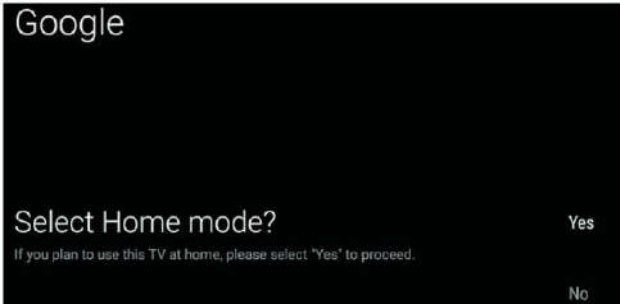 Google
Select Home mode?
Yes
If you plan to use this TV at home, please select "Yes" to proceed.
No